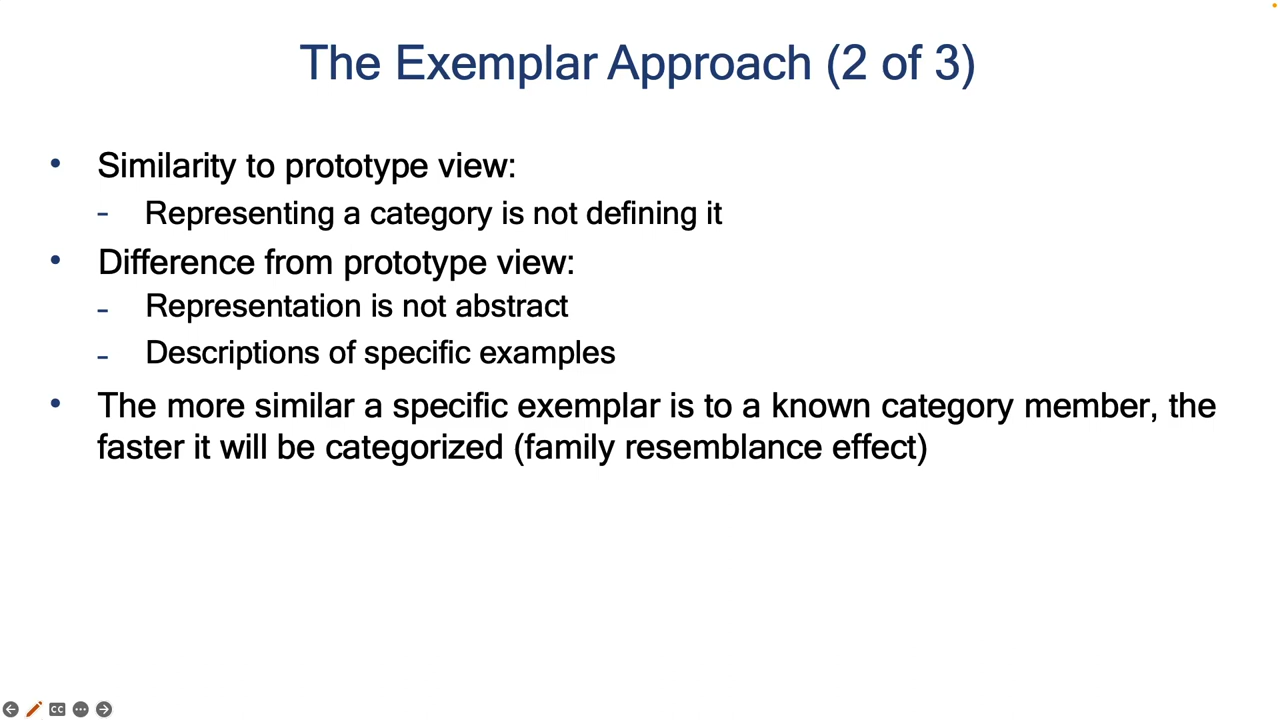 The Exemplar Approach (2 of 3)
• Similarity to prototype view:
- Representing a category is not defining it
• Difference from prototype view:
- Representation is not abstract
- Descriptions of specific examples
• The more similar a specific exemplar is to a known category member, the
faster it will be categorized (family resemblance effect)
CC